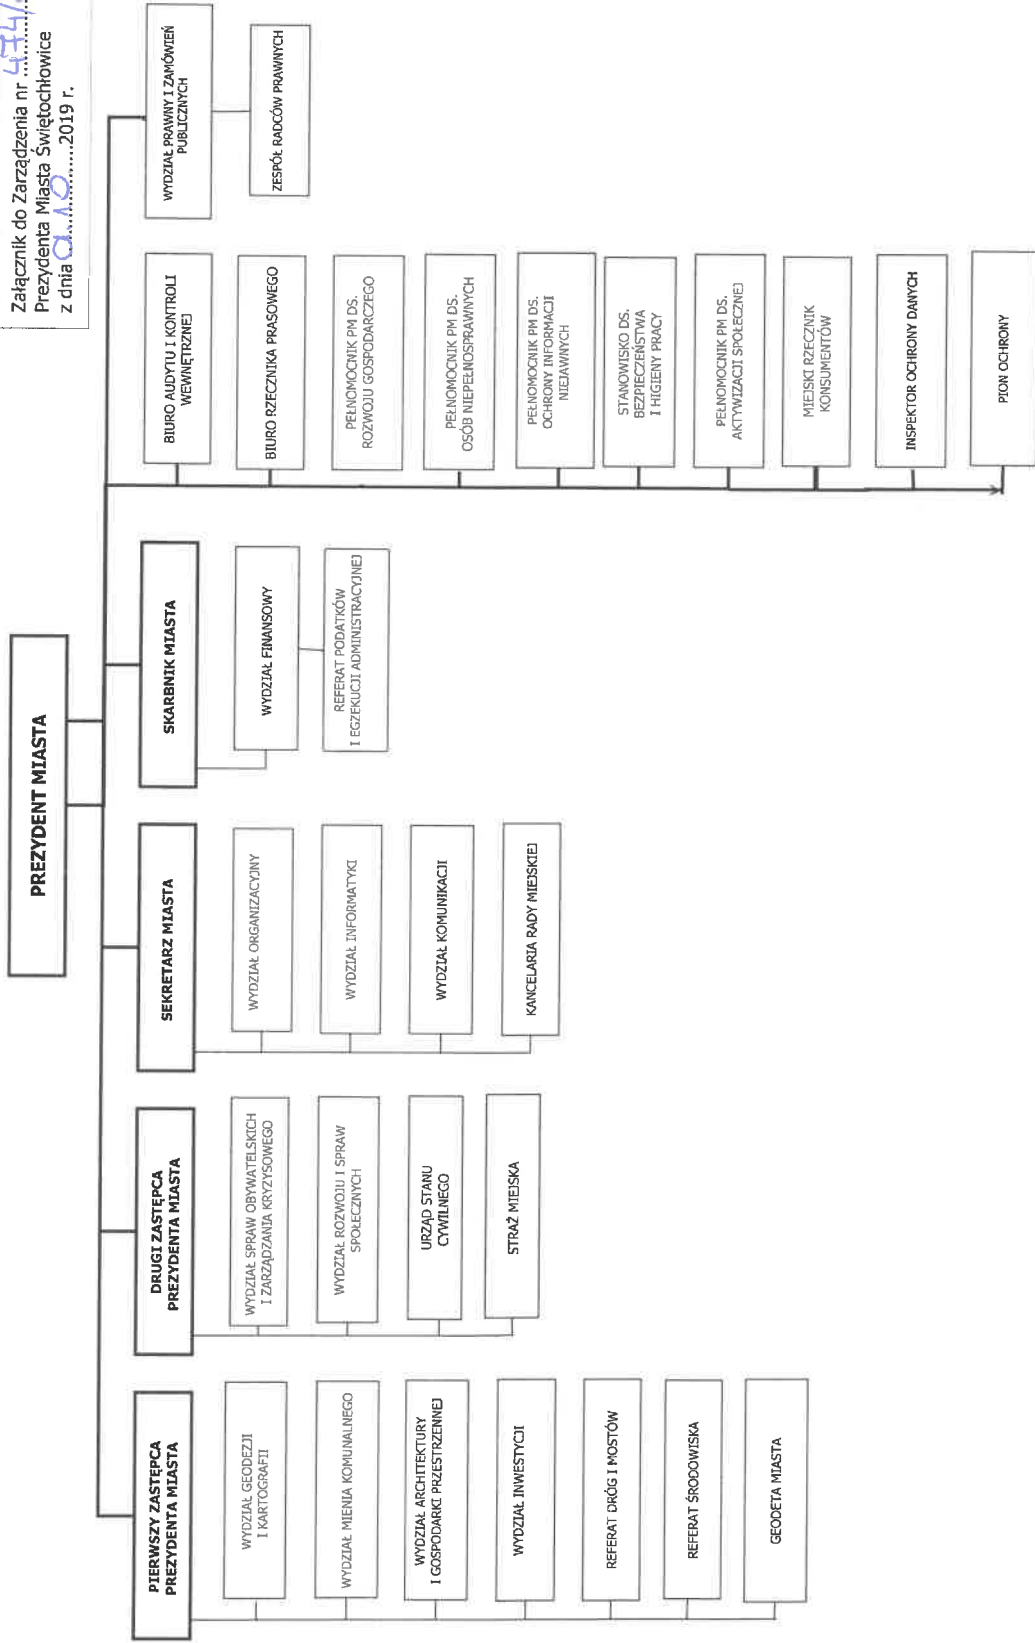 Załącznik do Zarządzenia nr 474/
Prezydenta Miasta Świętochłowice
z dnia ...2019 r.
PREZYDENT MIASTA
PIERWSZY ZASTĘPCA
PREZYDENTA MIASTA
WYDZIAŁ GEODEZJI
I KARTOGRAFII
WYDZIAŁ MIENIA KOMUNALNEGO
WYDZIAŁ ARCHITEKTURY
I GOSPODARKI PRZESTRZENNEJ
WYDZIAŁ INWESTYCJI
REFERAT DRÓG I MOSTÓW
REFERAT ŚRODOWISKA
GEODETA MIASTA
DRUGI ZASTĘPCA
PREZYDENTA MIASTA
WYDZIAŁ SPRAW OBYWATELSKICH
I ZARZĄDZANIA KRYZYSOWEGO
WYDZIAŁ ROZWOJU I SPRAW
SPOŁECZNYCH
URZĄD STANU
CYWILNEGO
STRAŻ MIEJSKA
SEKRETARZ MIASTA
WYDZIAŁ ORGANIZACYJNY
WYDZIAŁ INFORMATYKI
WYDZIAŁ KOMUNIKACJI
KANCELARIA RADY MIEJSKIEJ
SKARBNIK MIASTA
WYDZIAŁ FINANSOWY
REFERAT PODATKÓW
I EGZEKUCJI ADMINISTRACYJNEJ
BIURO AUDYTU I KONTROLI
WEWNĘTRZNEJ
BIURO RZECZNIKA PRASOWEGO
PEŁNOMOCNIK PM DS.
ROZWOJU GOSPODARCZEGO
PEŁNOMOCNIK PM DS.
OSÓB NIEPEŁNOSPRAWNYCH
PEŁNOMOCNIK PM DS.
OCHRONY INFORMACJI
NIEJAWNYCH
STANOWISKO DS.
BEZPIECZEŃSTWA
I HIGIENY PRACY
PEŁNOMOCNIK PM DS.
AKTYWIZACJI SPOŁECZNEJ
MIEJSKI RZECZNIK
KONSUMENTÓW
INSPEKTOR OCHRONY DANYCH
PION OCHRONY
WYDZIAŁ PRAWNY I ZAMÓWIEŃ
PUBLICZNYCH
ZESPÓŁ RADCÓW PRAWNYCH